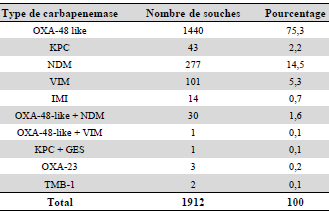 Type de carbapenemase Nombre de souches Pourcentage
OXA-48 like 1440 75,3
KPC 43 2,2
NDM 277 14,5
VIM 101 5,3
IMI 14 0,7
OXA-48-like + NDM 30 1,6
OXA-48-like + VIM 1 0,1
KPC + GES 1 0,1
OXA-23 3 0,2
TMB-1 2 0,1
Total 1912 100